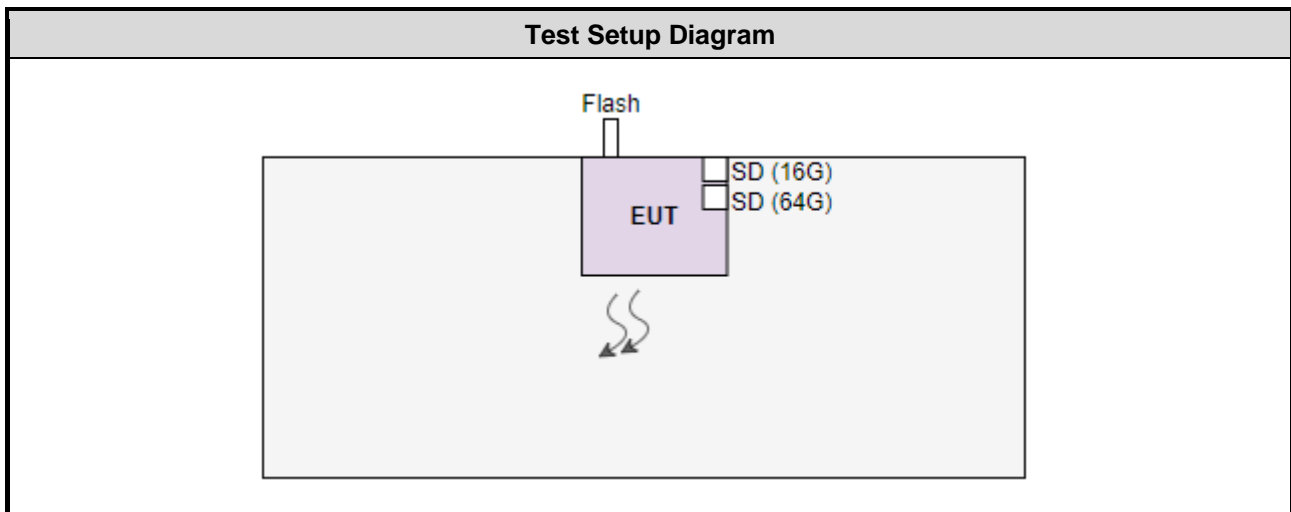 Test Setup Diagram
Flash
SD (16G)
SD (64G)
EUT